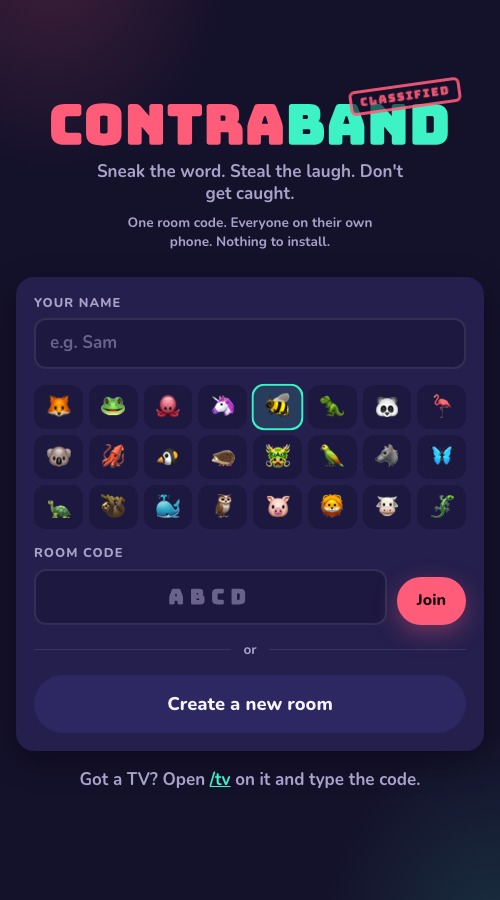 CLASSIFIED
CONTRABAND
Sneak the word. Steal the laugh. Don't
get caught.
One room code. Everyone on their own
phone. Nothing to install.
YOUR NAME
e.g. Sam
ROOM CODE
ABCD
Join
or
Create a new room
Got a TV? Open /tv on it and type the code.